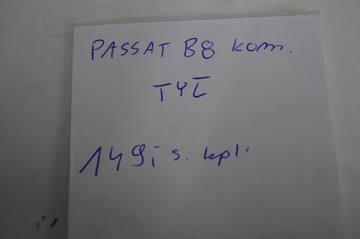 PASSAT B8 kom.
TYŁ
149,- s. kpl.